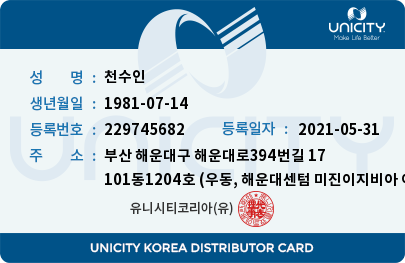 UNICITY
Make Life Better
성 명 : 천수인
생년월일 : 1981-07-14
등록번호 : 229745682 등록일자 : 2021-05-31
주 소 : 부산 해운대구 해운대로394번길 17
101동1204호 (우동, 해운대센텀 미진이지비아
UNICITY
유니시티코리아(유)
UNICITY KOREA DISTRIBUTOR CARD